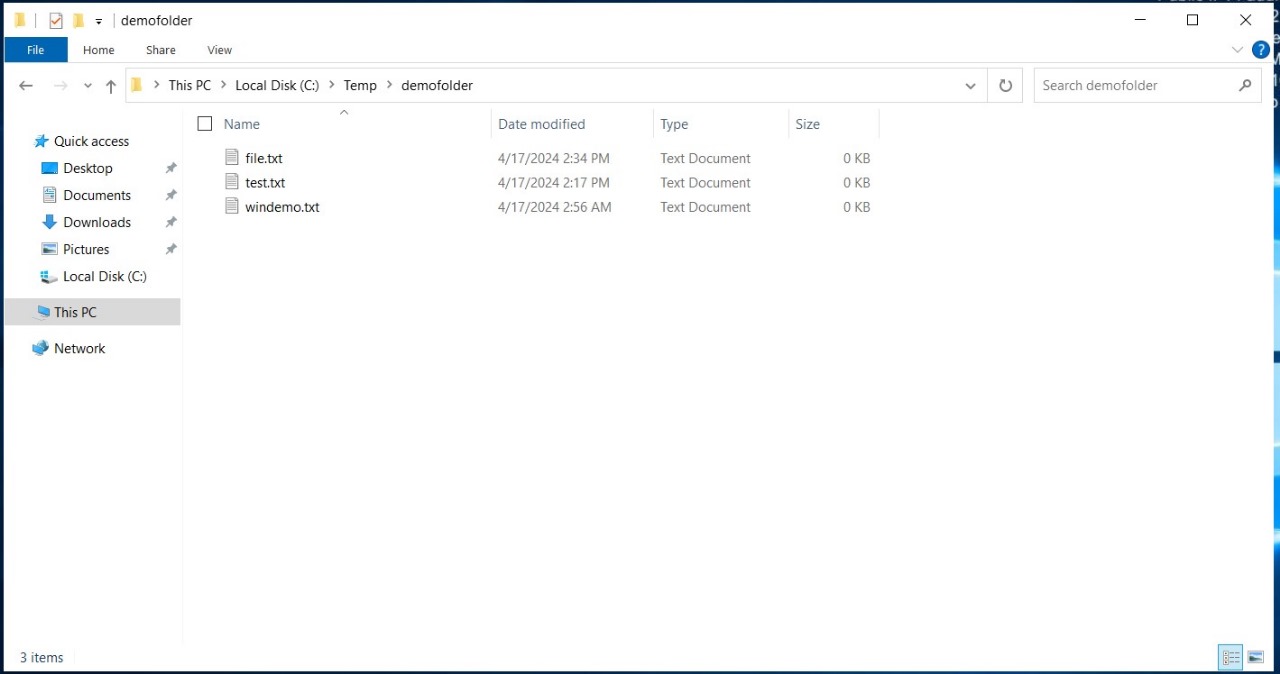 demofolder
File Home Share View
?
This PC Local Disk (C:) Temp demofolder Search demofolder
Name Date modified Type Size
Quick access
Desktop
Documents
Downloads
Pictures
Local Disk (C:)
This PC
Network
file.txt 4/17/2024 2:34 PM Text Document 0 KB
test.txt 4/17/2024 2:17 PM Text Document 0 KB
windemo.txt 4/17/2024 2:56 AM Text Document 0 KB
3 items